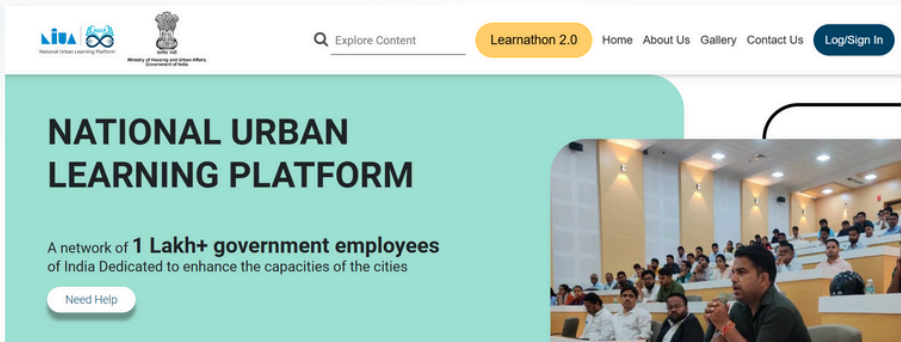 NIUA
National Urban Learning Platform
Ministry of Housing and Urban Affairs
Government of India
Explore Content
Learnathon 2.0
Home
About Us
Gallery
Contact Us
Log/Sign In
NATIONAL URBAN
LEARNING PLATFORM
A network of 1 Lakh+ government employees
of India Dedicated to enhance the capacities of the cities
Need Help